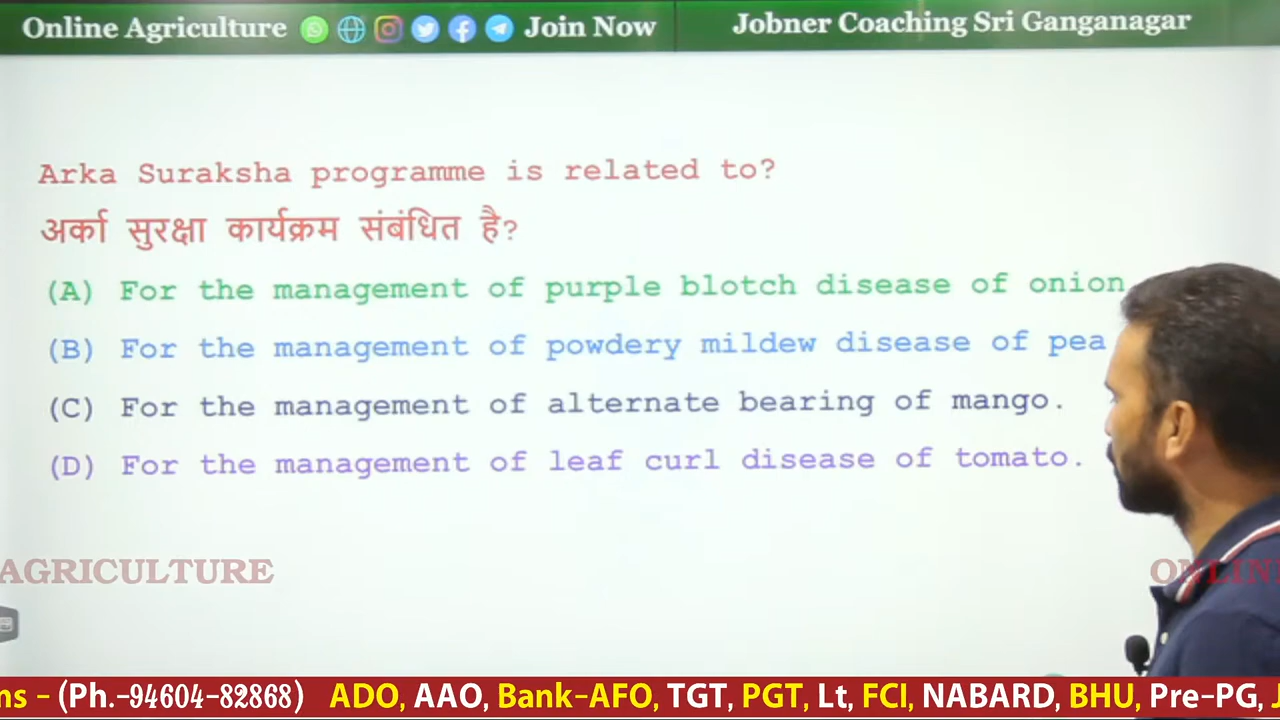 Online Agriculture Join Now
Jobner Coaching Sri Ganganagar
Arka Suraksha programme is related to?
अर्का सुरक्षा कार्यक्रम संबंधित है?
(A) For the management of purple blotch disease of onion
(B) For the management of powdery mildew disease of pea
(C) For the management of alternate bearing of mango.
(D) For the management of leaf curl disease of tomato.
AGRICULTURE
ONLIN
ns - (Ph.-94604-82868) ADO, AAO, Bank-AFO, TGT, PGT, Lt, FCI, NABARD, BHU, Pre-PG, J